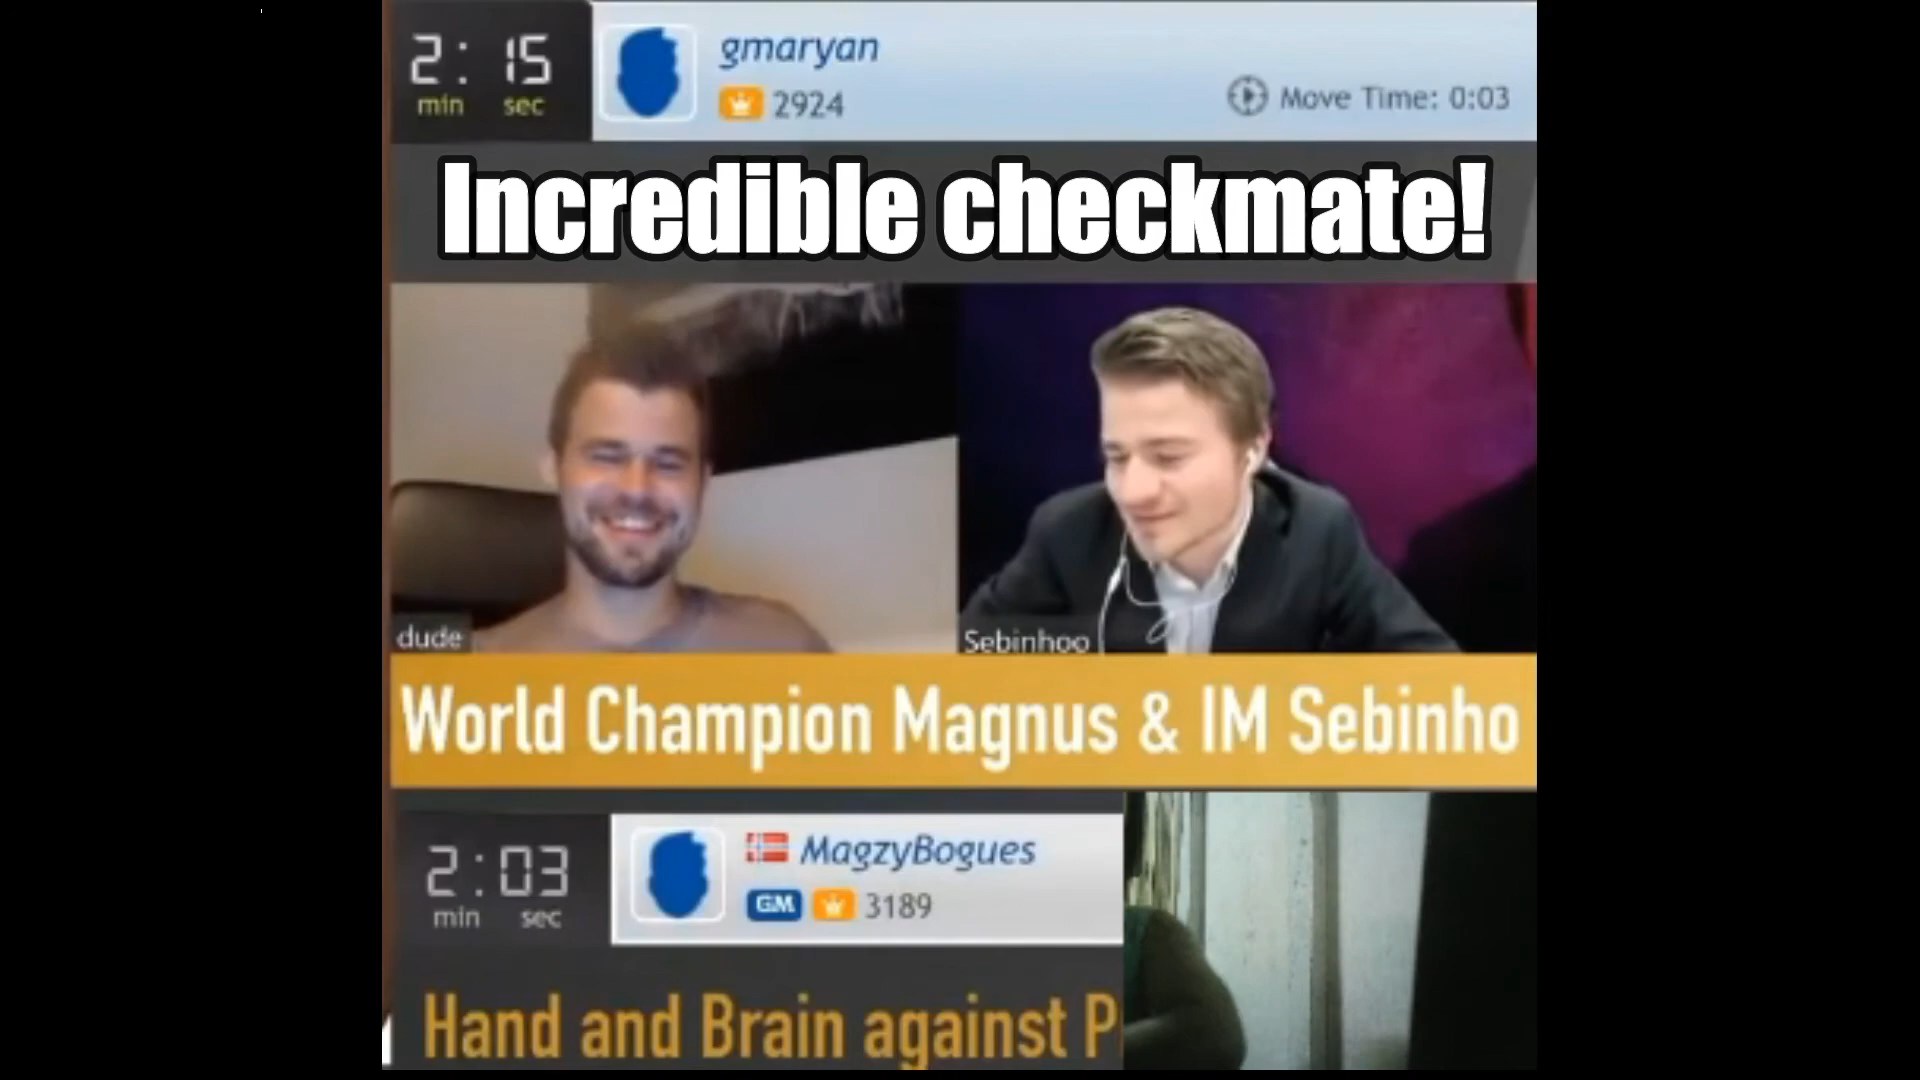 2: 15
min sec
gmaryan
2924
Move Time: 0:03
Incredible checkmate!
dude
Sebinhoo
World Champion Magnus & IM Sebinho
2:03
min sec
MagzyBogues
GM 3189
Hand and Brain against P